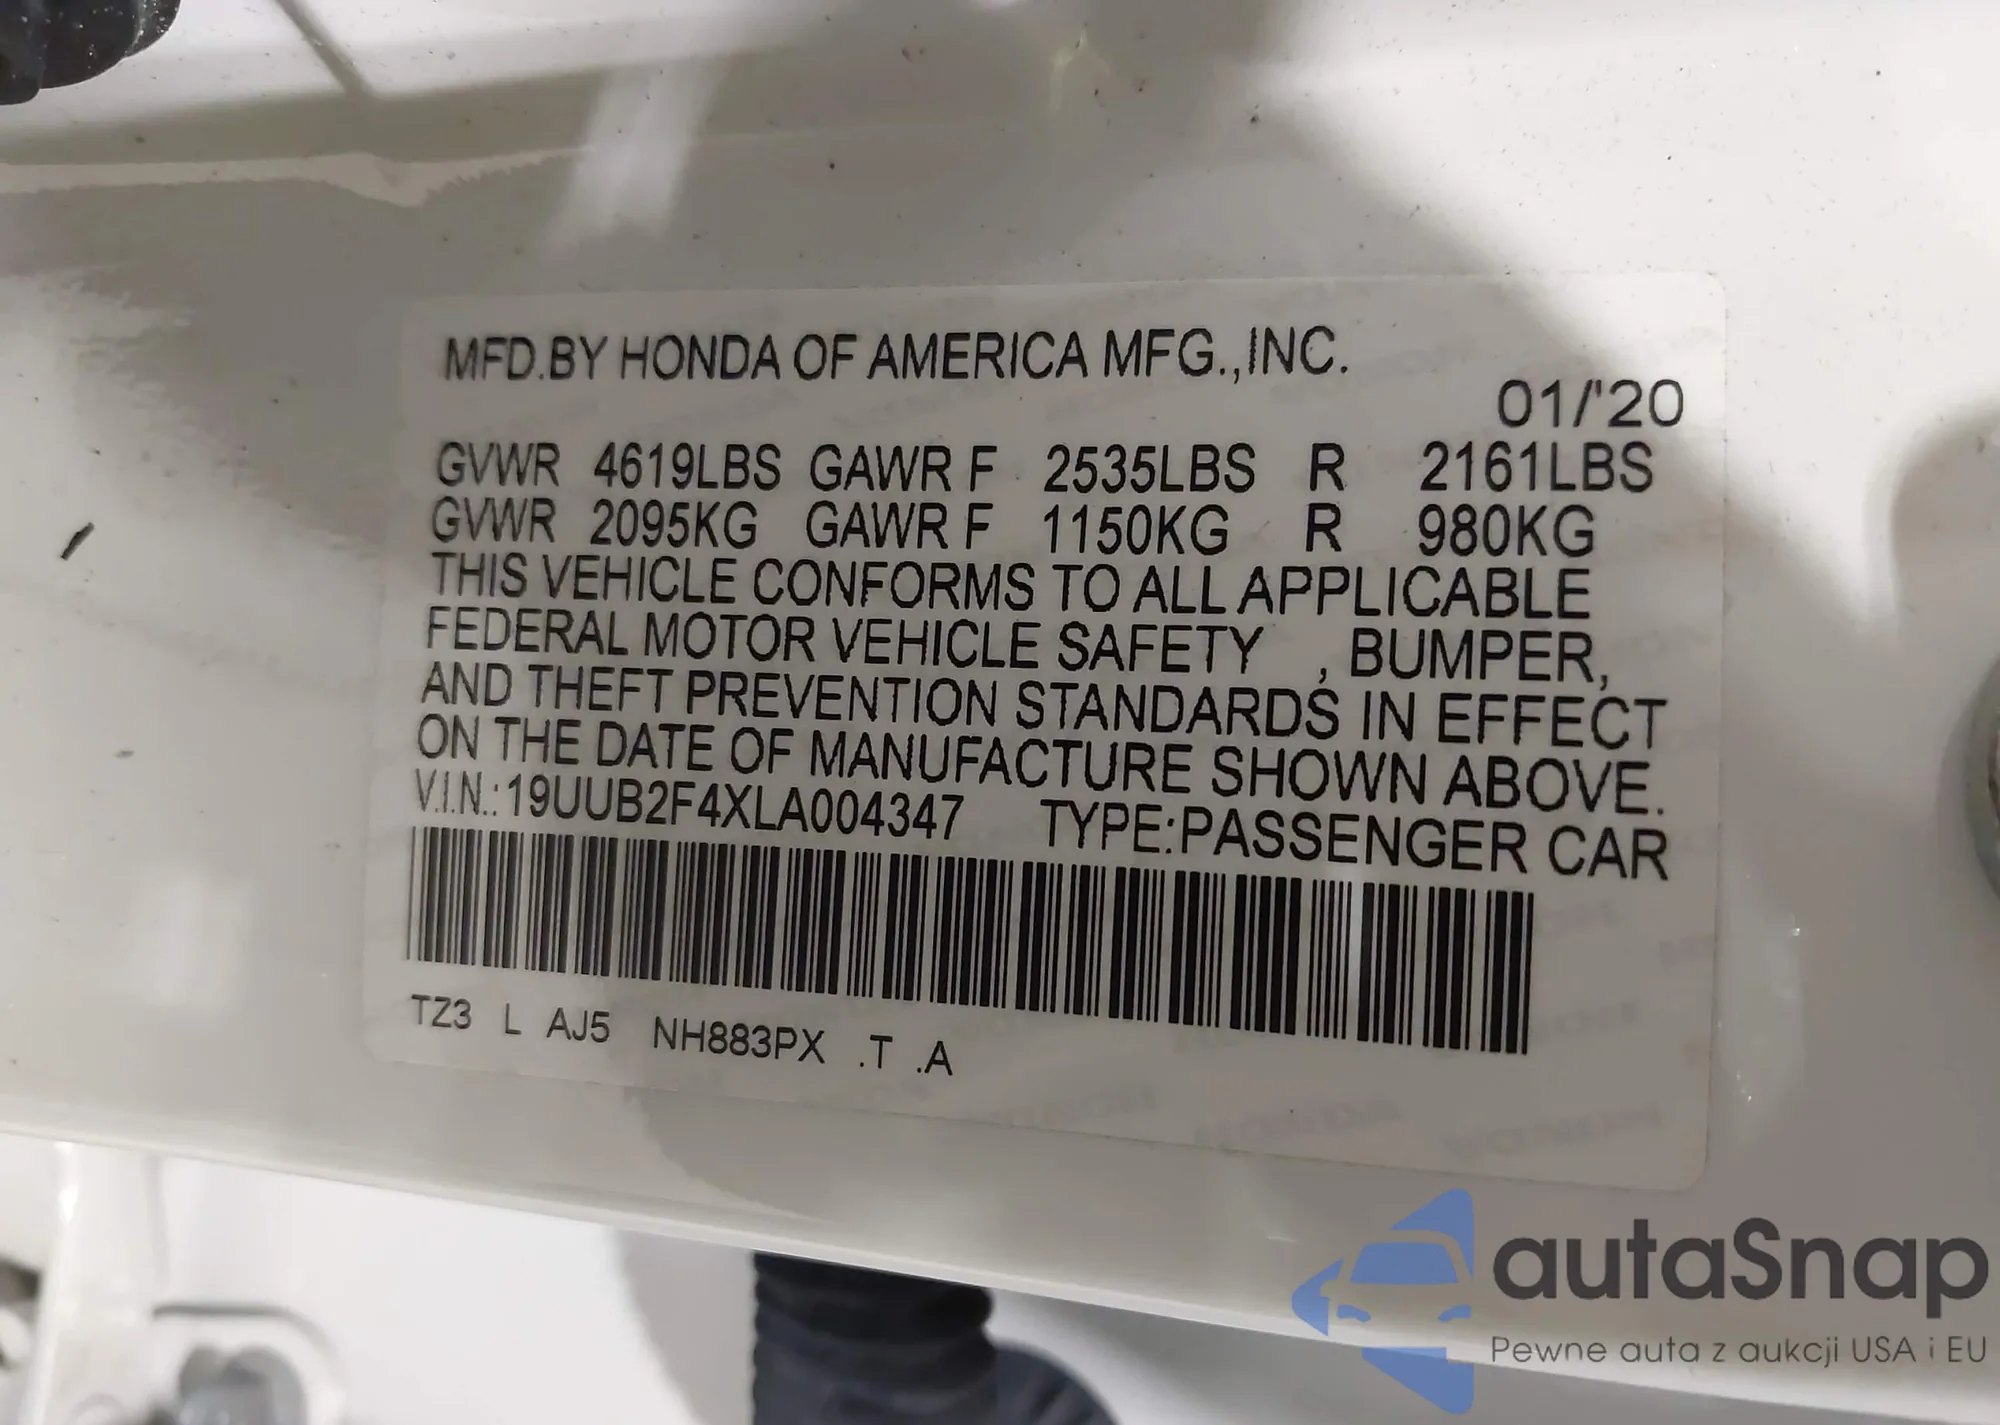 MFD.BY HONDA OF AMERICA MFG.,INC.
01/'20
GVWR 4619LBS GAWR F 2535LBS R 2161LBS
GVWR 2095KG GAWR F 1150KG R 980KG
THIS VEHICLE CONFORMS TO ALL APPLICABLE
FEDERAL MOTOR VEHICLE SAFETY , BUMPER,
AND THEFT PREVENTION STANDARDS IN EFFECT
ON THE DATE OF MANUFACTURE SHOWN ABOVE.
V.I.N.:19UUB2F4XLA004347 TYPE:PASSENGER CAR
TZ3 L AJ5 NH883PX .T .A
autaSnap
Pewne auta z aukcji USA i EU